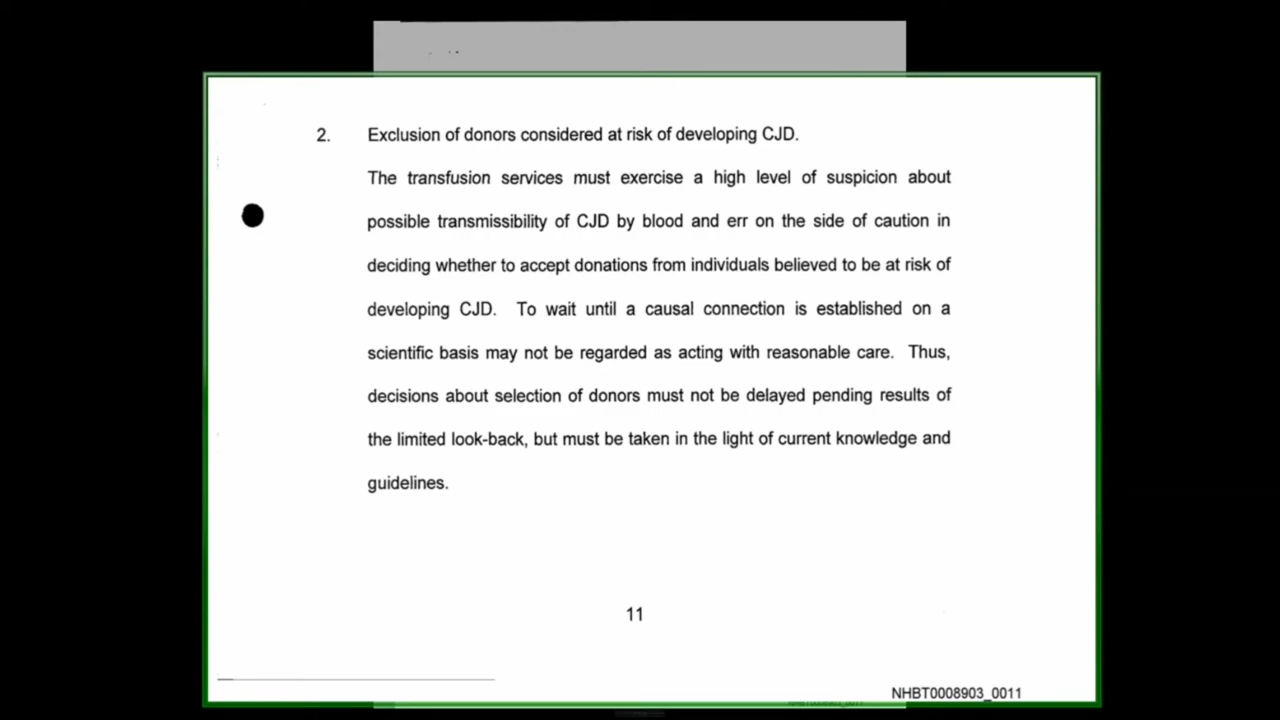 2. Exclusion of donors considered at risk of developing CJD.
The transfusion services must exercise a high level of suspicion about
possible transmissibility of CJD by blood and err on the side of caution in
deciding whether to accept donations from individuals believed to be at risk of
developing CJD. To wait until a causal connection is established on a
scientific basis may not be regarded as acting with reasonable care. Thus,
decisions about selection of donors must not be delayed pending results of
the limited look-back, but must be taken in the light of current knowledge and
guidelines.
11
NHBT0008903_0011